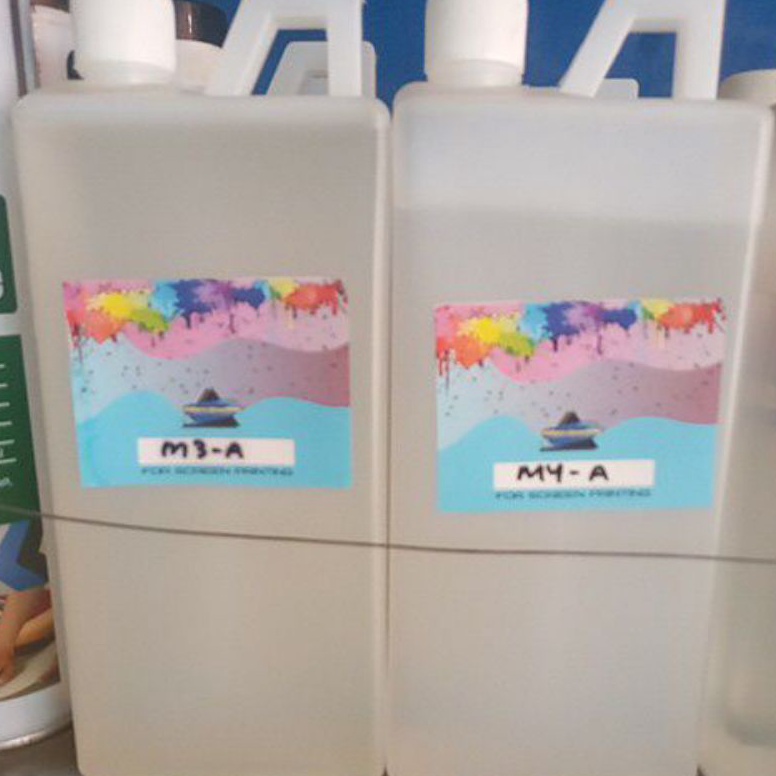 M3-A
FOR SCREEN PRINTING
M4-A
FOR SCREEN PRINTING